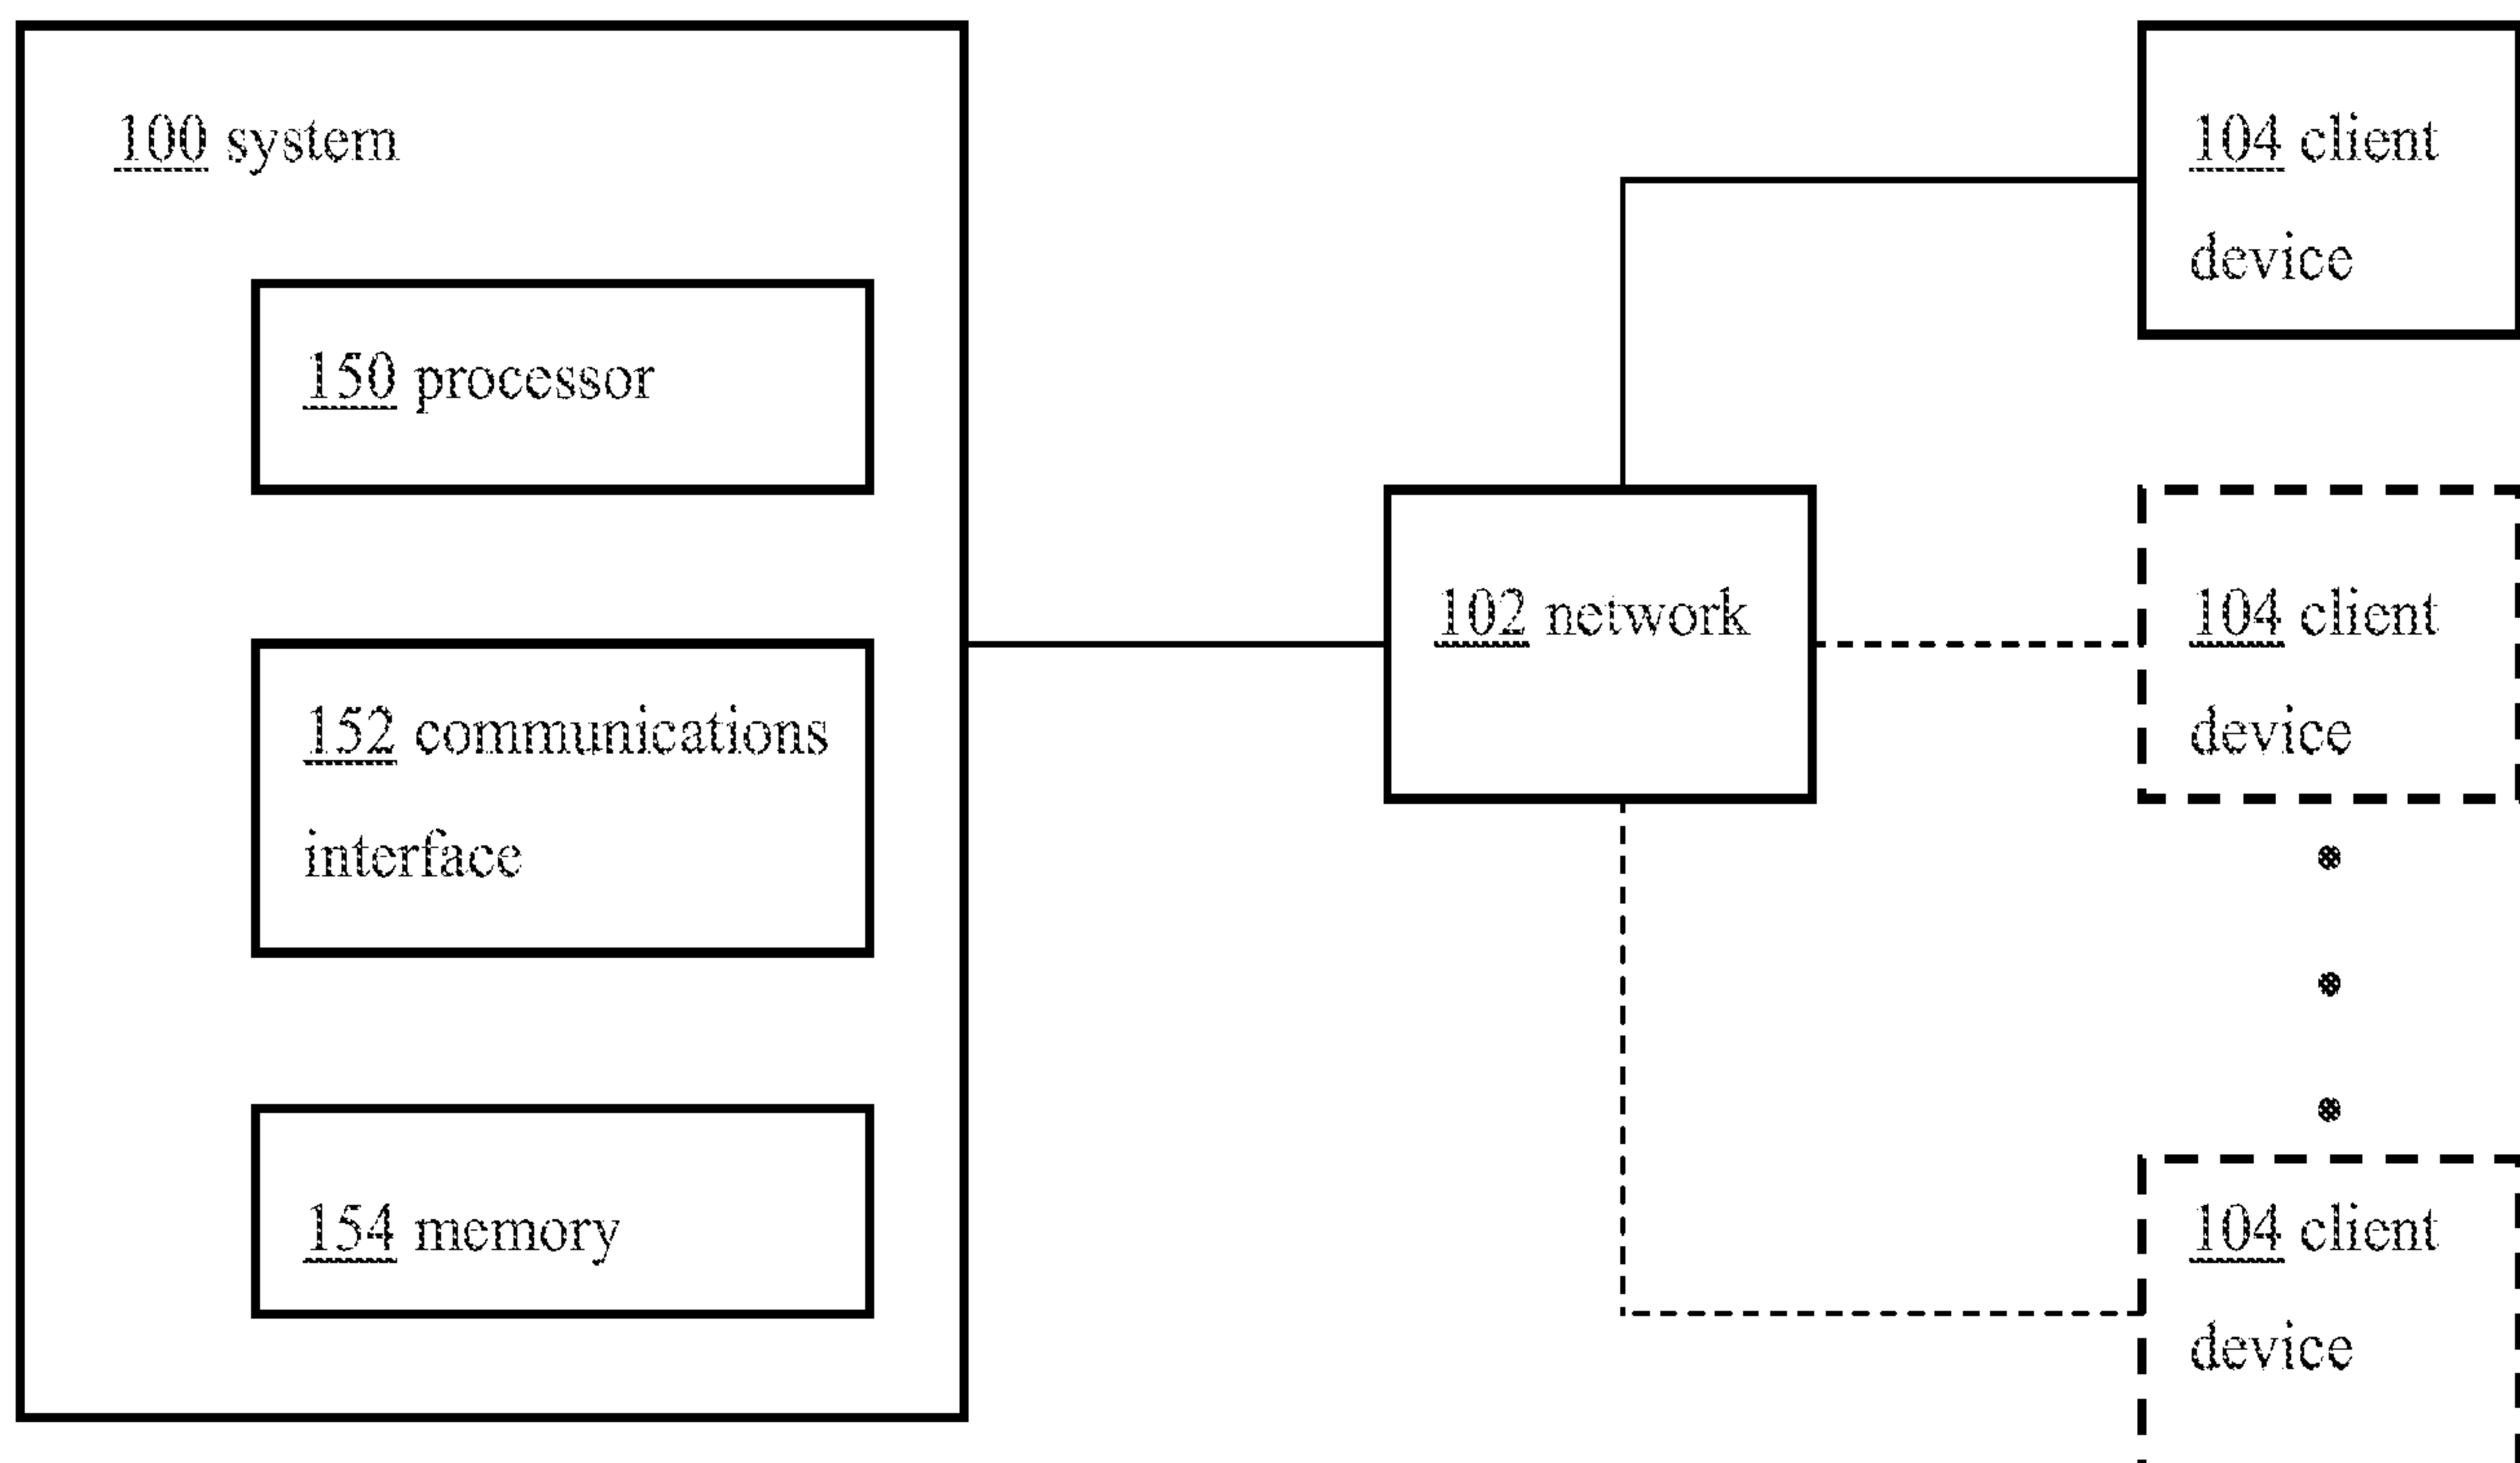 100 system
150 processor
152 communications
interface
154 memory
102 network
104 client
device
104 client
device
104 client
device